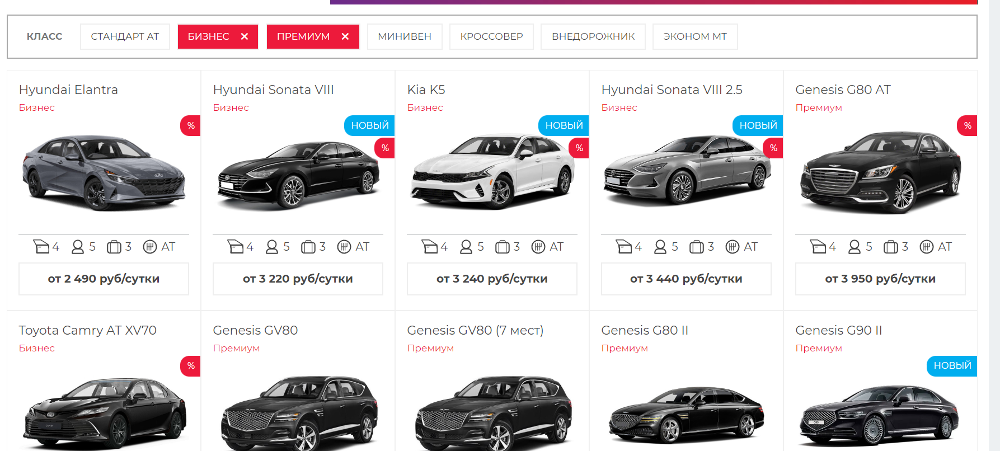 КЛАСС СТАНДАРТ АТ БИЗНЕС ✕ ПРЕМИУМ ✕ МИНИВЕН КРОССОВЕР ВНЕДОРОЖНИК ЭКОНОМ МТ
Hyundai Elantra
Бизнес
%
4 5 3 AT
от 2 490 руб/сутки
Hyundai Sonata VIII
Бизнес
НОВЫЙ
%
4 5 3 AT
от 3 220 руб/сутки
Kia K5
Бизнес
НОВЫЙ
%
4 5 3 AT
от 3 240 руб/сутки
Hyundai Sonata VIII 2.5
Бизнес
НОВЫЙ
%
4 5 3 AT
от 3 440 руб/сутки
Genesis G80 AT
Премиум
%
4 5 3 AT
от 3 950 руб/сутки
Toyota Camry AT XV70
Бизнес
%
Genesis GV80
Премиум
Genesis GV80 (7 мест)
Премиум
Genesis G80 II
Премиум
Genesis G90 II
Премиум
НОВЫЙ